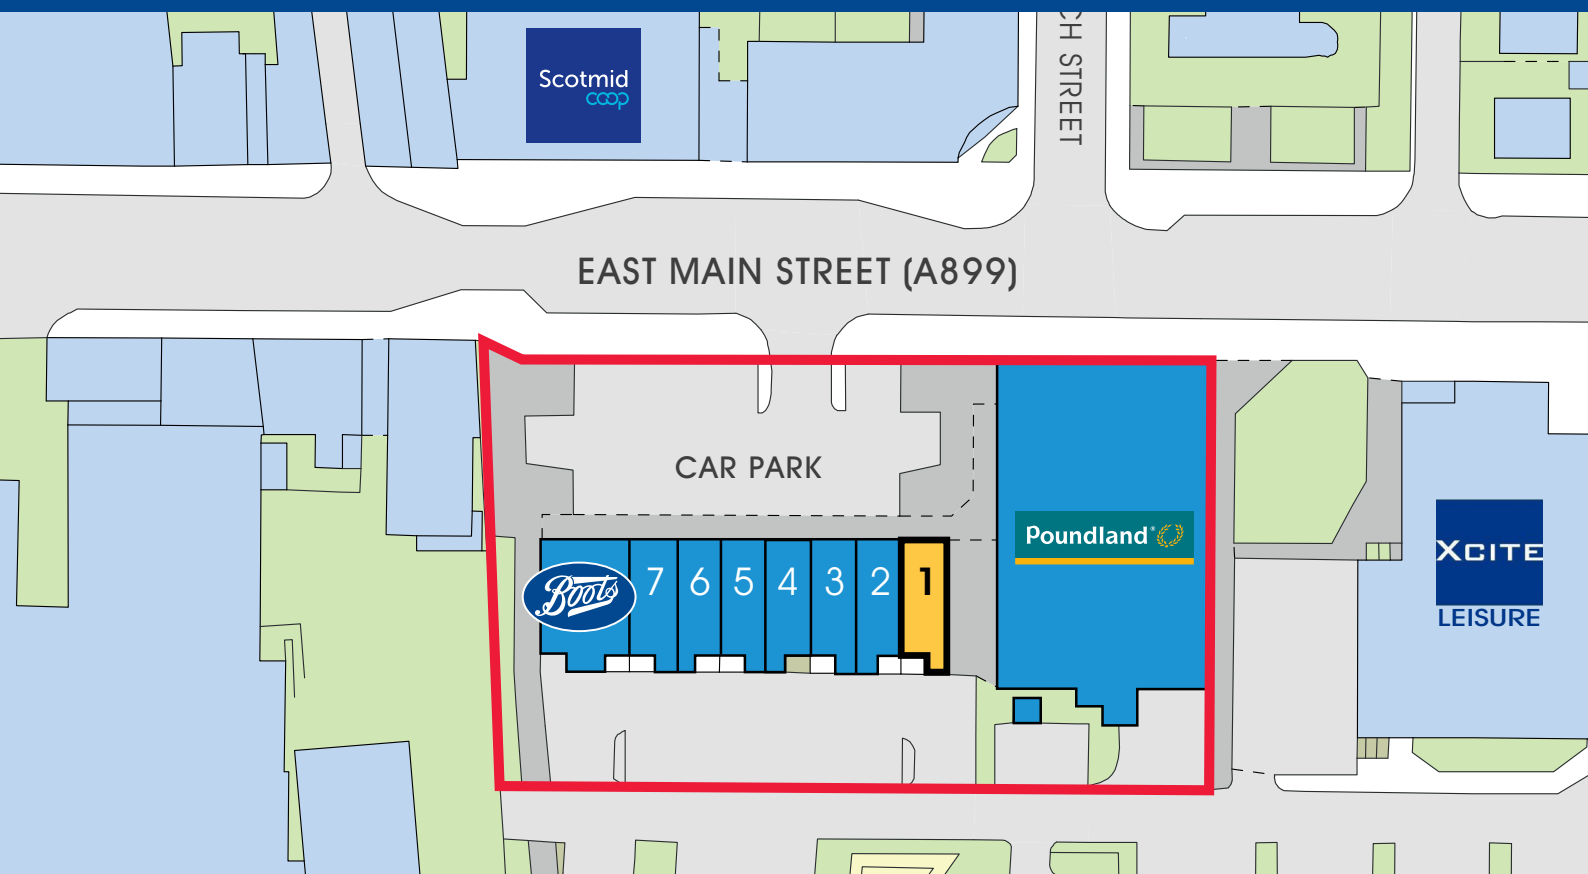 CH STREET
Scotmid
coop
EAST MAIN STREET (A899)
CAR PARK
Poundland
Boots
7 6 5 4 3 2 1
XCITE
LEISURE